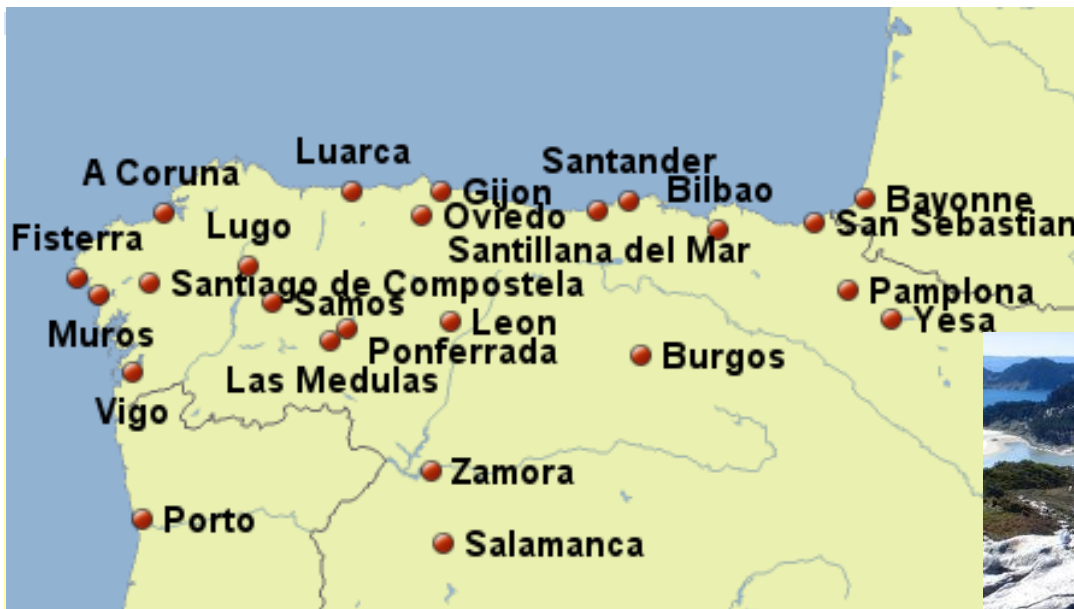 Luarca
Santander
A Coruna
Gijon
Bilbao
Bayonne
Oviedo
San Sebastian
Fisterra
Lugo
Santillana del Mar
Santiago de Compostela
Pamplona
Samos
Muros
Leon
Yesa
Ponferrada
Burgos
Las Medulas
Vigo
Zamora
Porto
Salamanca